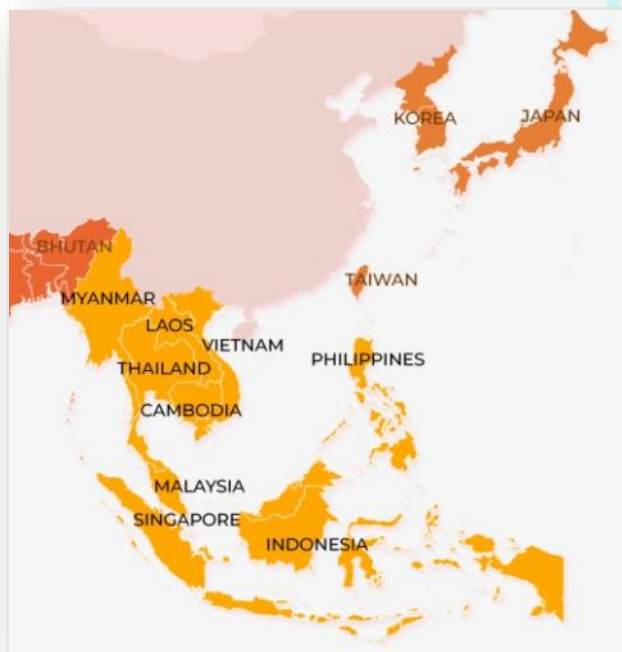 KOREA
JAPAN
BHUTAN
TAIWAN
MYANMAR
LAOS
VIETNAM
PHILIPPINES
THAILAND
CAMBODIA
MALAYSIA
SINGAPORE
INDONESIA